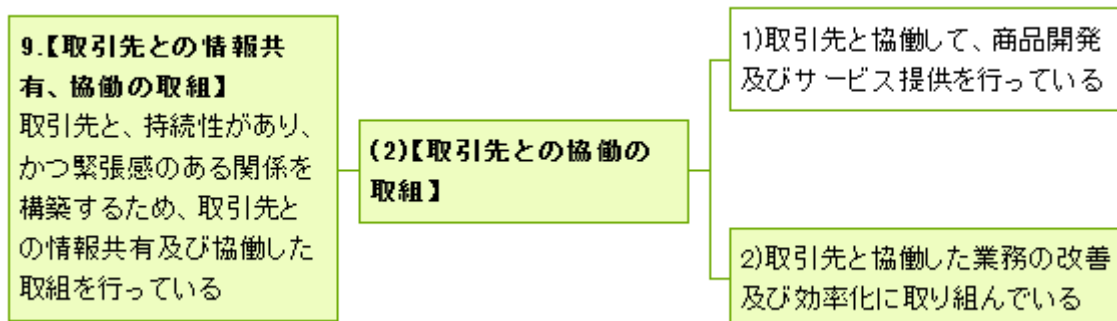 9.【取引先との情報共
有、協働の取組】
取引先と、持続性があり、
かつ緊張感のある関係を
構築するため、取引先と
の情報共有及び協働した
取組を行っている
(2)【取引先との協働の
取組】
1)取引先と協働して、商品開発
及びサービス提供を行っている
2)取引先と協働した業務の改善
及び効率化に取り組んでいる